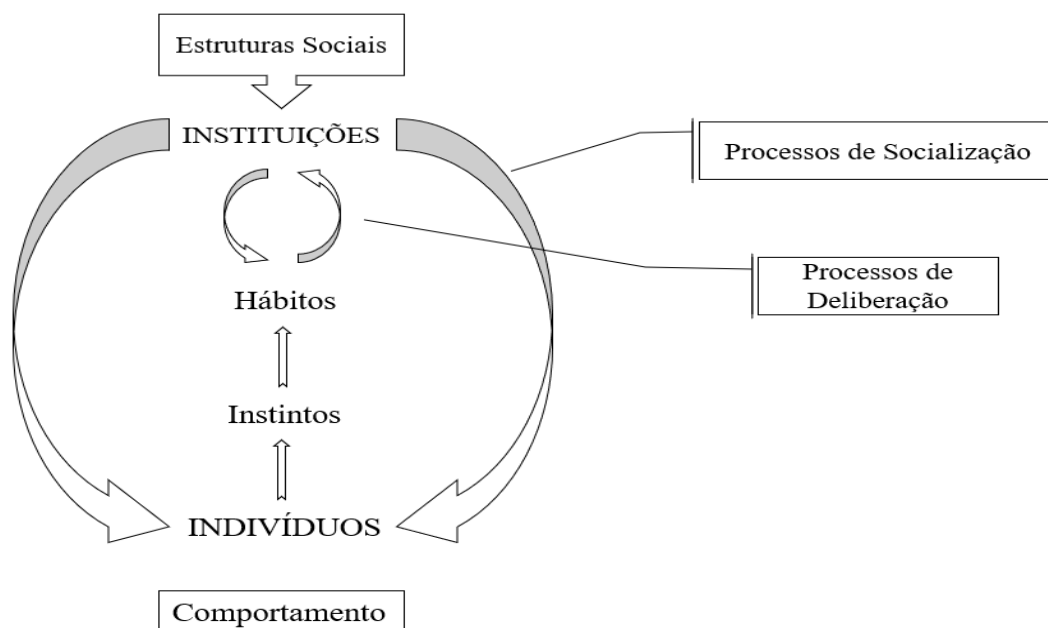 Estruturas Sociais
INSTITUIÇÕES
Processos de Socialização
Processos de
Deliberação
Hábitos
Instintos
INDIVÍDUOS
Comportamento